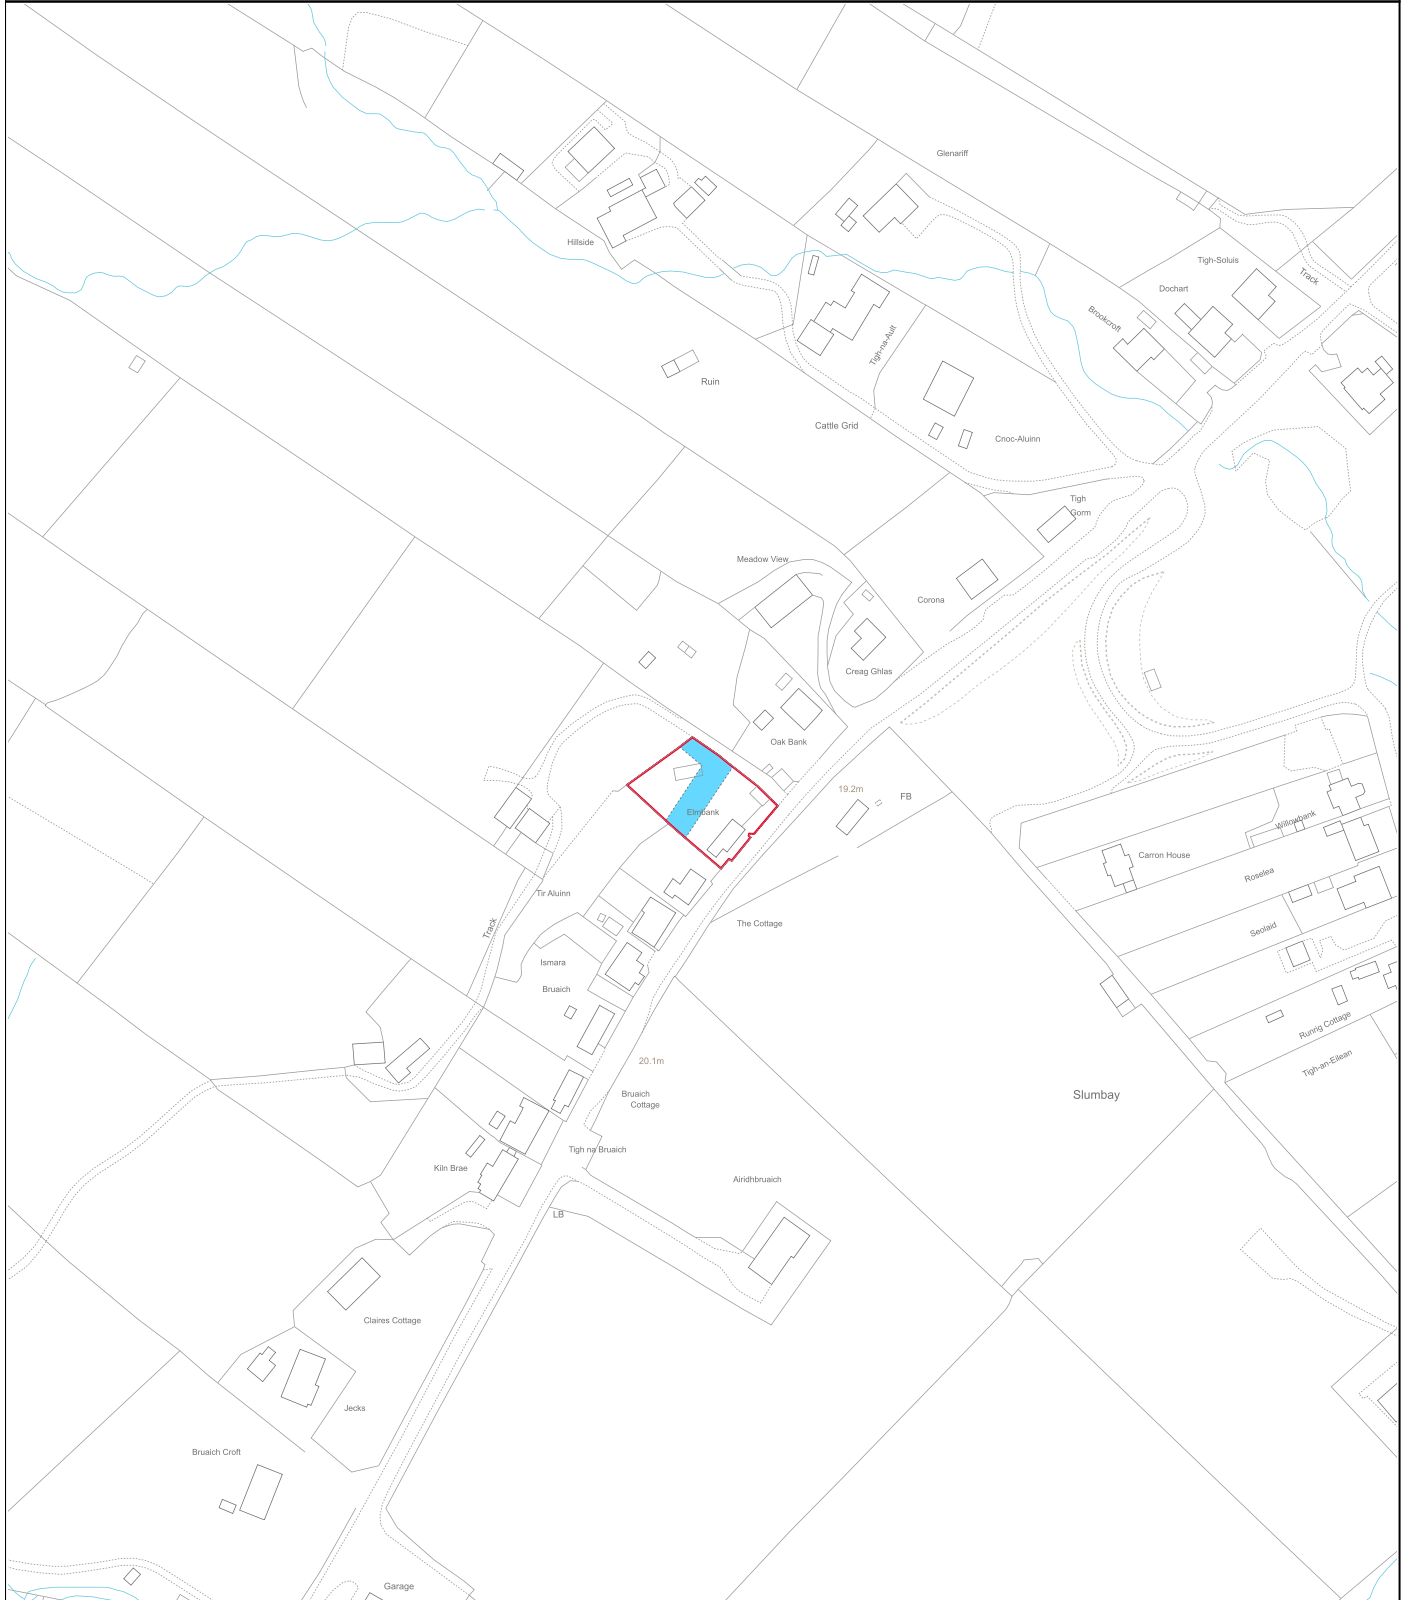 Glenariff
Hillside
Tigh-Soluis
Track
Dochart
Brookcroft
Tigh-na-Ault
Ruin
Cattle Grid
Cnoc-Aluinn
Tigh
Gorm
Meadow View
Corona
Creag Ghlas
Oak Bank
19.2m
FB
Elmbank
Willowbank
Carron House
Roselea
Tir Aluinn
The Cottage
Track
Seolaid
Ismara
Bruaich
Runrig Cottage
20.1m
Tigh-an-Eilean
Bruaich
Cottage
Slumbay
Tigh na Bruaich
Kiln Brae
Airidhbruaich
LB
Claires Cottage
Jecks
Bruaich Croft
Garage